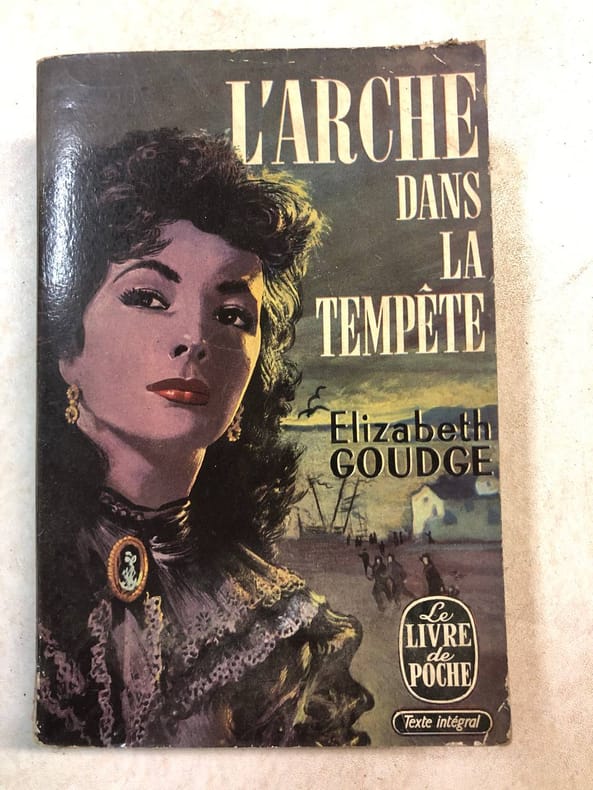 L'ARCHE
DANS
LA
TEMPÊTE
Elizabeth
GOUDGE
Le
LIVRE
de
POCHE
Texte intégral